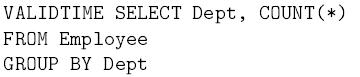 VALIDTIME SELECT Dept, COUNT(*)
FROM Employee
GROUP BY Dept